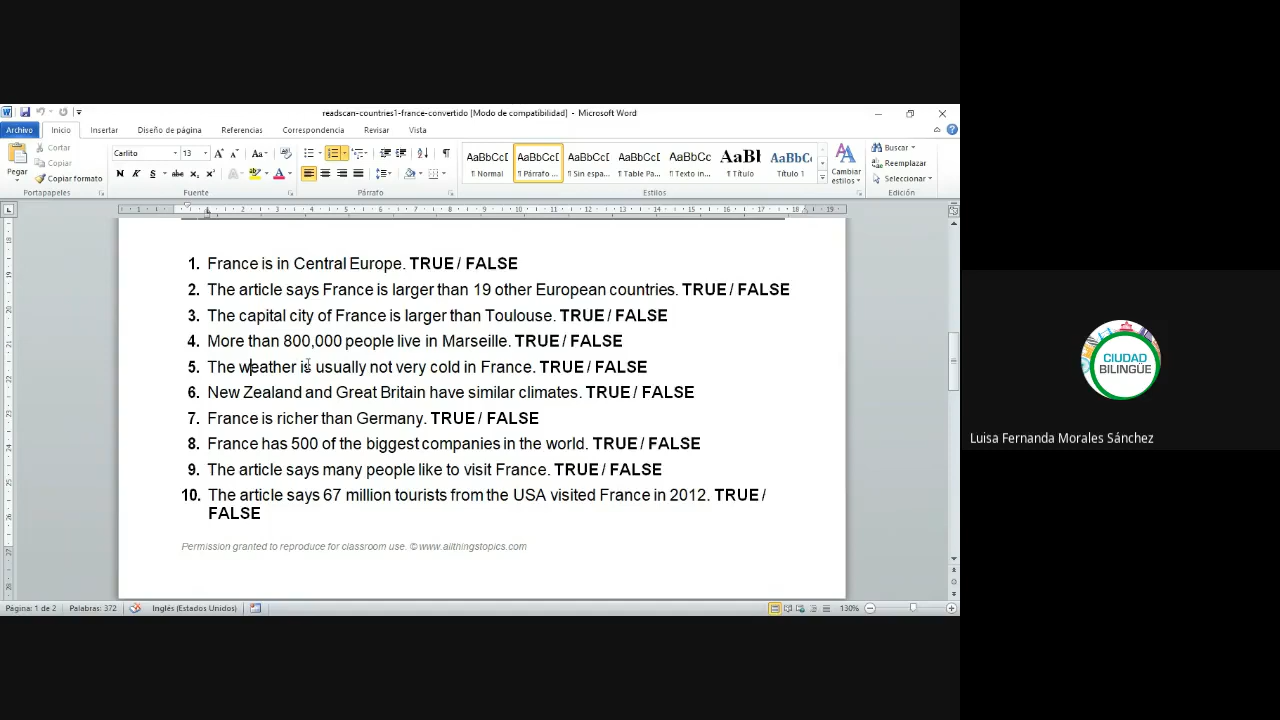 readscan-countries1-france-convertido [Modo de compatibilidad] - Microsoft Word
Archivo Inicio Insertar Diseño de página Referencias Correspondencia Revisar Vista
Pegar
Cortar
Copiar
Copiar formato
Portapapeles
Carlito 13
N K S abc x₂ x²
Fuente
Párrafo
AaBbCcD ¶ Normal
AaBbCcD ¶ Párrafo ...
AaBbCcD ¶ Sin espa...
AaBbCcD ¶ Table Pa...
AaBbCc ¶ Texto in...
AaBbC ¶ Título
AaBbCc ¶ Título 1
Cambiar estilos
Estilos
Buscar
Reemplazar
Seleccionar
Edición
1. France is in Central Europe. TRUE / FALSE
2. The article says France is larger than 19 other European countries. TRUE / FALSE
3. The capital city of France is larger than Toulouse. TRUE / FALSE
4. More than 800,000 people live in Marseille. TRUE / FALSE
5. The weather is usually not very cold in France. TRUE / FALSE
6. New Zealand and Great Britain have similar climates. TRUE / FALSE
7. France is richer than Germany. TRUE / FALSE
8. France has 500 of the biggest companies in the world. TRUE / FALSE
9. The article says many people like to visit France. TRUE / FALSE
10. The article says 67 million tourists from the USA visited France in 2012. TRUE /
FALSE
Permission granted to reproduce for classroom use. © www.allthingstopics.com
Página: 1 de 2 Palabras: 372 Inglés (Estados Unidos) 130%
CIUDAD
BILINGÜE
Luisa Fernanda Morales Sánchez